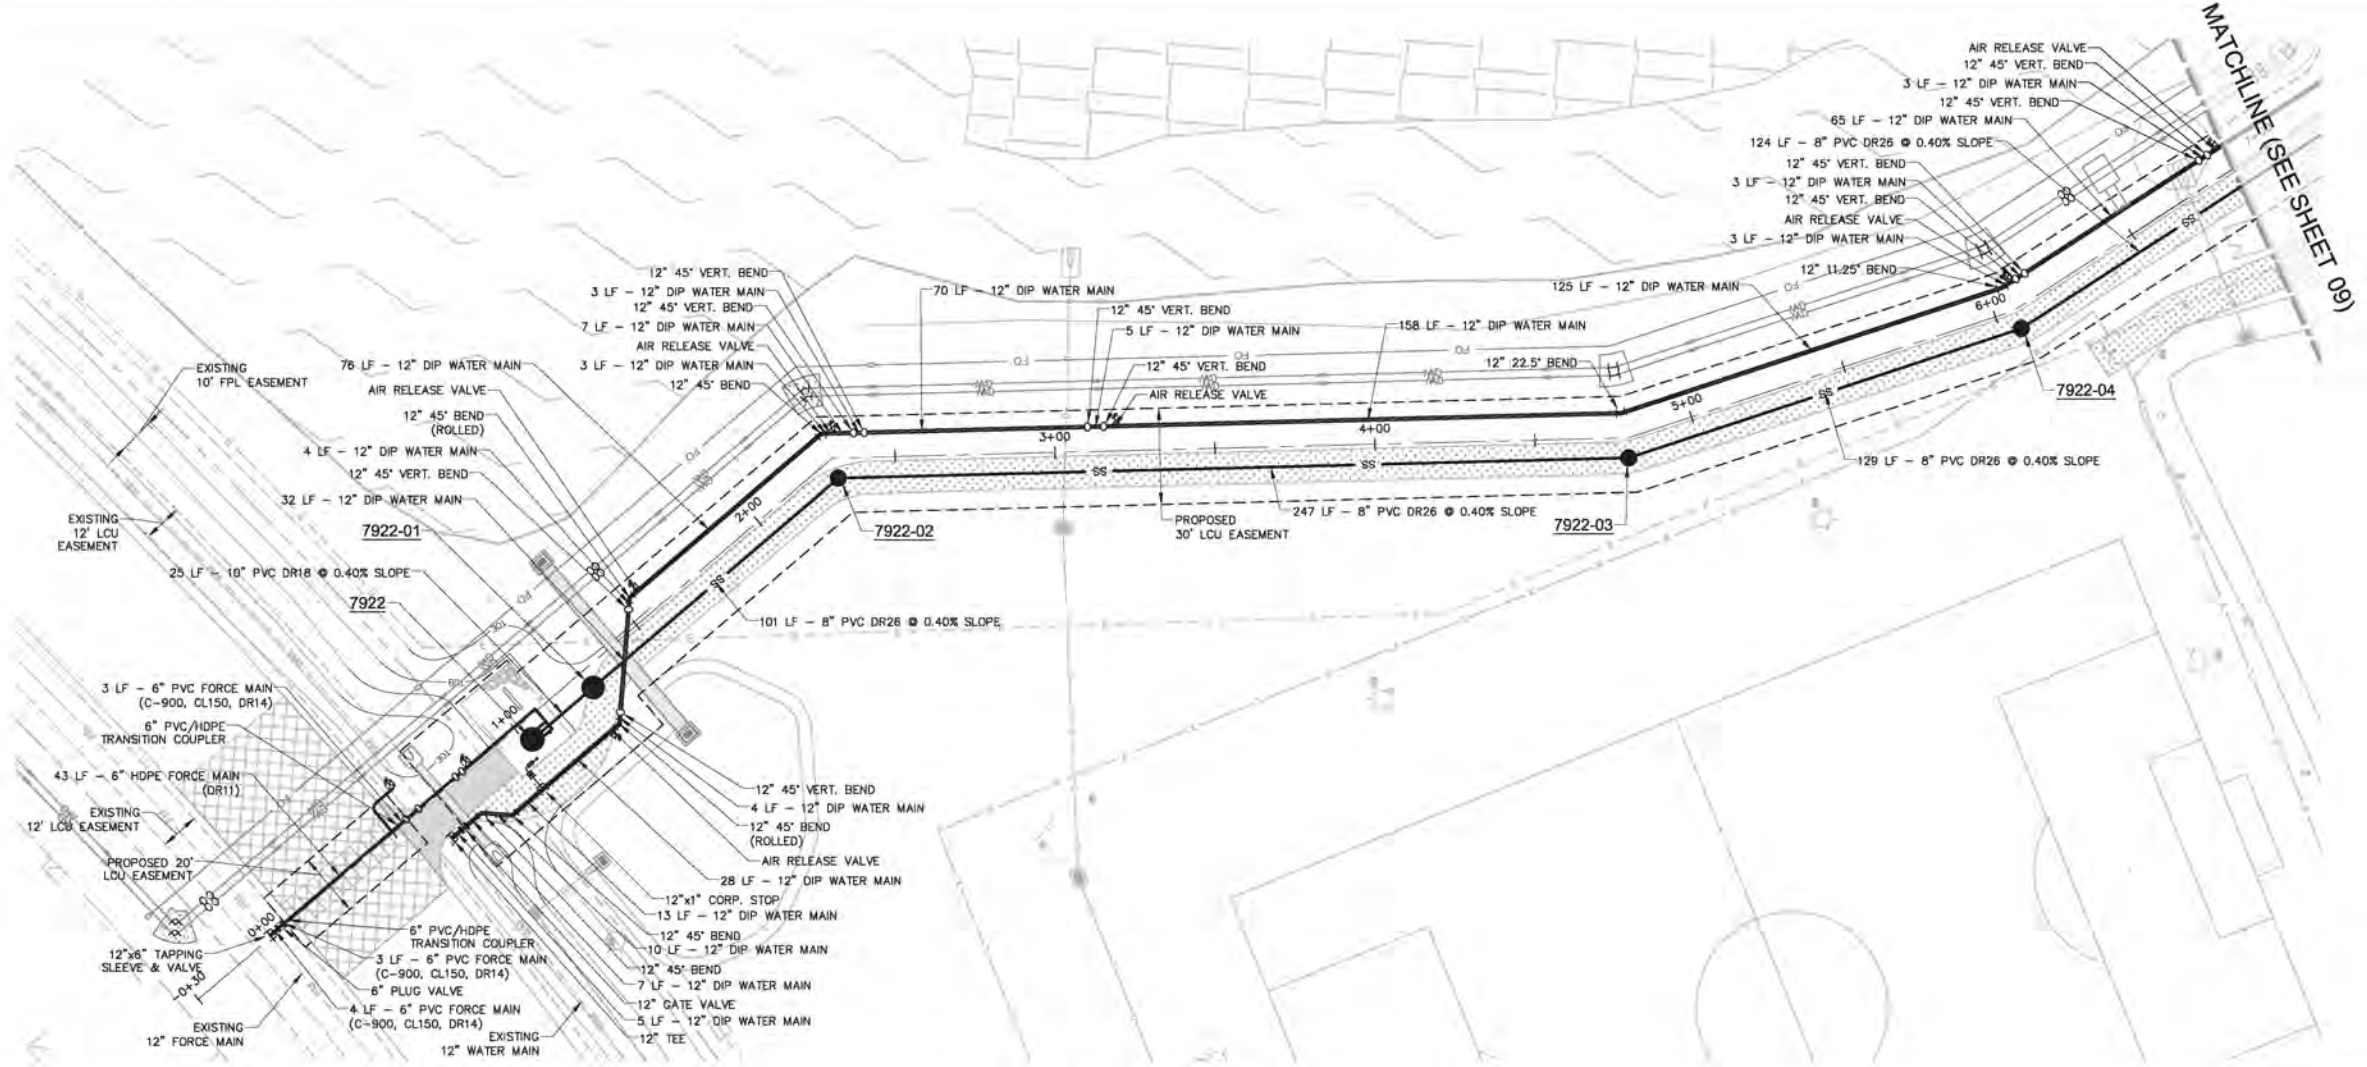 MATCHLINE (SEE SHEET 09)
AIR RELEASE VALVE
12" 45° VERT. BEND
3 LF - 12" DIP WATER MAIN
12" 45° VERT. BEND
65 LF - 12" DIP WATER MAIN
124 LF - 8" PVC DR26 @ 0.40% SLOPE
12" 45° VERT. BEND
3 LF - 12" DIP WATER MAIN
12" 45° VERT. BEND
AIR RELEASE VALVE
3 LF - 12" DIP WATER MAIN
12" 11.25° BEND
125 LF - 12" DIP WATER MAIN
12" 45° VERT. BEND
3 LF - 12" DIP WATER MAIN
12" 45° VERT. BEND
7 LF - 12" DIP WATER MAIN
AIR RELEASE VALVE
3 LF - 12" DIP WATER MAIN
12" 45° BEND
70 LF - 12" DIP WATER MAIN
12" 45° VERT. BEND
5 LF - 12" DIP WATER MAIN
12" 45° VERT. BEND
AIR RELEASE VALVE
158 LF - 12" DIP WATER MAIN
12" 22.5° BEND
EXISTING
10' FPL EASEMENT
76 LF - 12" DIP WATER MAIN
AIR RELEASE VALVE
12" 45° BEND
(ROLLED)
4 LF - 12" DIP WATER MAIN
12" 45° VERT. BEND
32 LF - 12" DIP WATER MAIN
EXISTING
12' LCU
EASEMENT
7922-01
25 LF - 10" PVC DR18 @ 0.40% SLOPE
7922
7922-02
7922-03
7922-04
129 LF - 8" PVC DR26 @ 0.40% SLOPE
247 LF - 8" PVC DR26 @ 0.40% SLOPE
PROPOSED
30' LCU EASEMENT
101 LF - 8" PVC DR26 @ 0.40% SLOPE
-0+30
0+00
1+00
2+00
3+00
4+00
5+00
6+00
SS
SS
SS
SS
SS
FO
FO
FO
FO
FO
FO
3 LF - 6" PVC FORCE MAIN
(C-900, CL150, DR14)
6" PVC/HDPE
TRANSITION COUPLER
43 LF - 6" HDPE FORCE MAIN
(DR11)
EXISTING
12' LCU EASEMENT
PROPOSED 20'
LCU EASEMENT
12"x6" TAPPING
SLEEVE & VALVE
EXISTING
12" FORCE MAIN
6" PVC/HDPE
TRANSITION COUPLER
3 LF - 6" PVC FORCE MAIN
(C-900, CL150, DR14)
6" PLUG VALVE
4 LF - 6" PVC FORCE MAIN
(C-900, CL150, DR14)
EXISTING
12" WATER MAIN
12" 45° VERT. BEND
4 LF - 12" DIP WATER MAIN
12" 45° BEND
(ROLLED)
AIR RELEASE VALVE
28 LF - 12" DIP WATER MAIN
12"x1" CORP. STOP
13 LF - 12" DIP WATER MAIN
12" 45° BEND
10 LF - 12" DIP WATER MAIN
12" 45° BEND
7 LF - 12" DIP WATER MAIN
12" GATE VALVE
5 LF - 12" DIP WATER MAIN
12" TEE